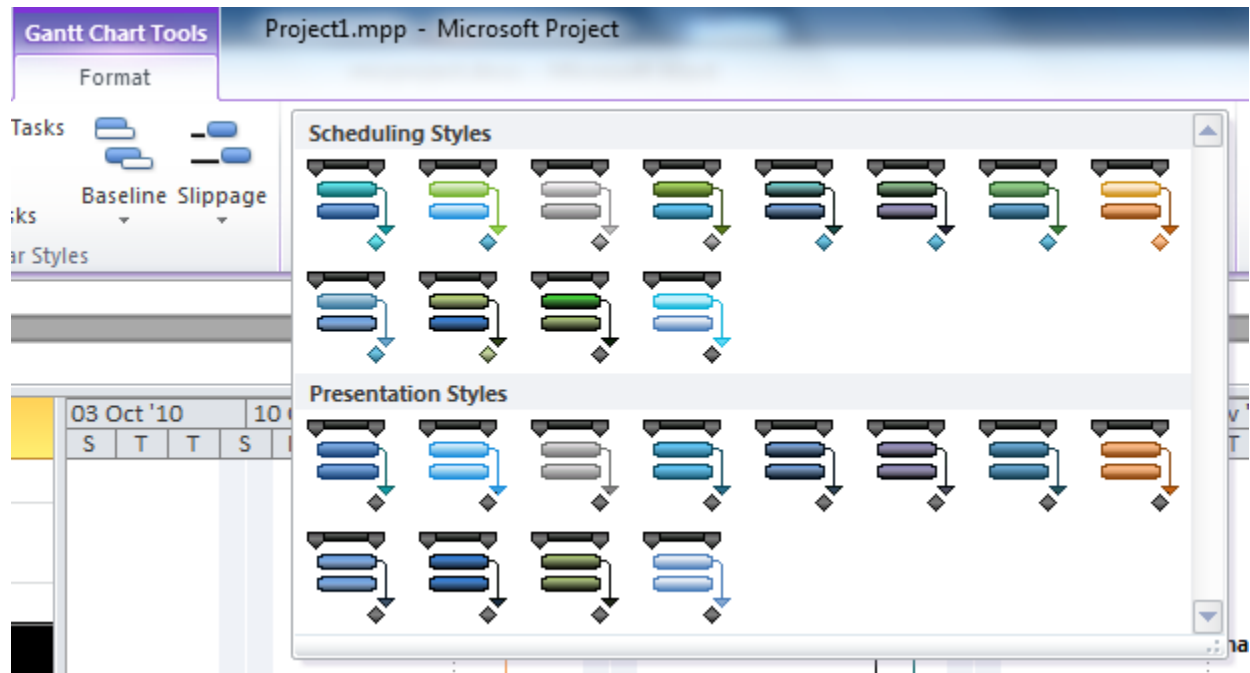 Gantt Chart Tools
Project1.mpp - Microsoft Project
Format
Tasks
Baseline
Slippage
ks
ar Styles
Scheduling Styles
Presentation Styles
03 Oct '10
10
S T T S
T